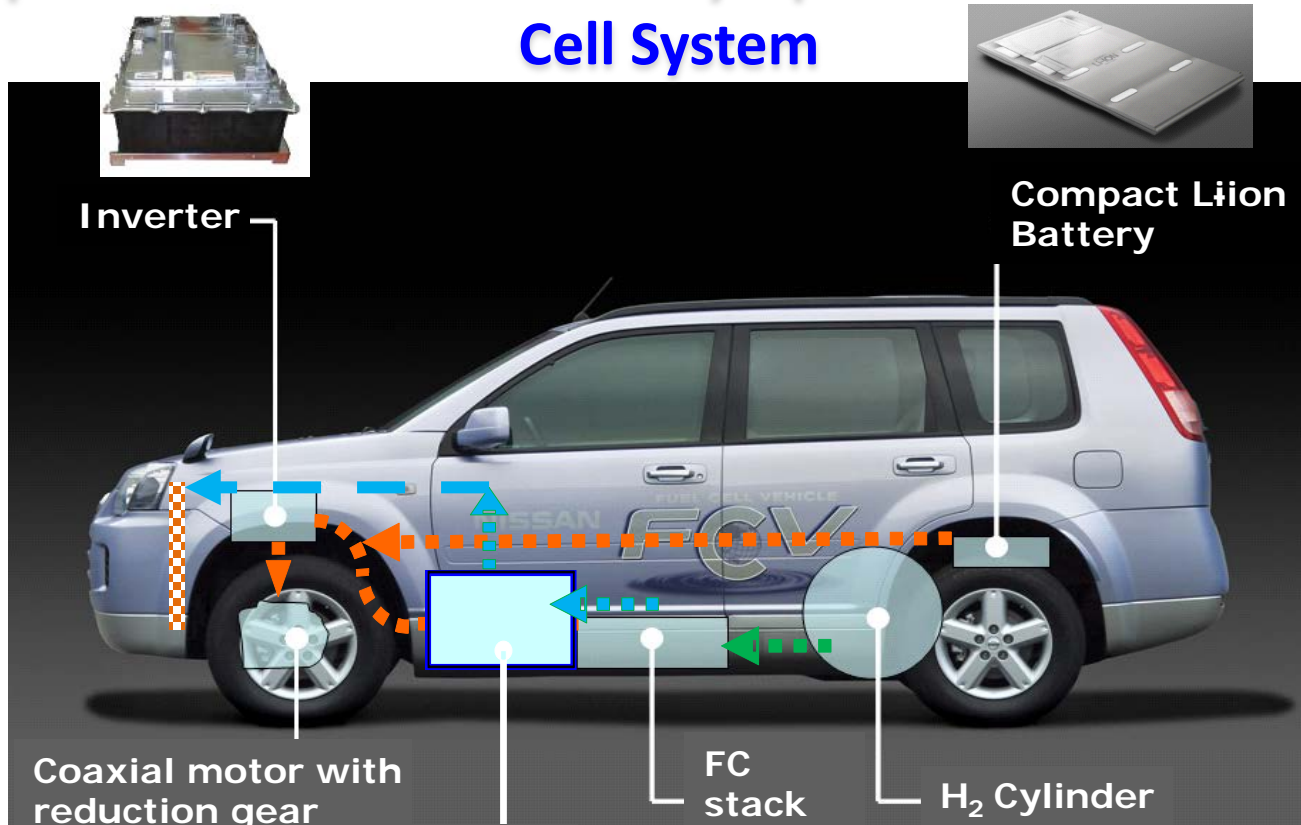 Cell System
Inverter
Compact Li-ion
Battery
FUEL CELL VEHICLE
NISSAN
FCV
Coaxial motor with
reduction gear
FC
stack
H₂ Cylinder